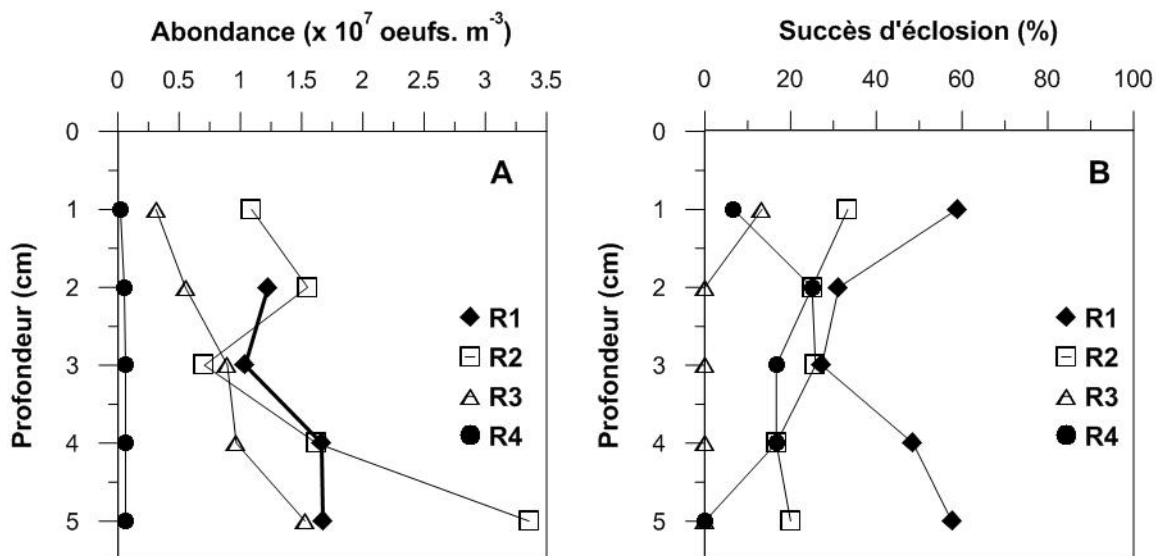 Abondance (x 10⁷ oeufs. m⁻³)
0 0.5 1 1.5 2 2.5 3 3.5
Profondeur (cm)
0
1
2
3
4
5
A
R1
R2
R3
R4
Succès d'éclosion (%)
0 20 40 60 80 100
Profondeur (cm)
0
1
2
3
4
5
B
R1
R2
R3
R4